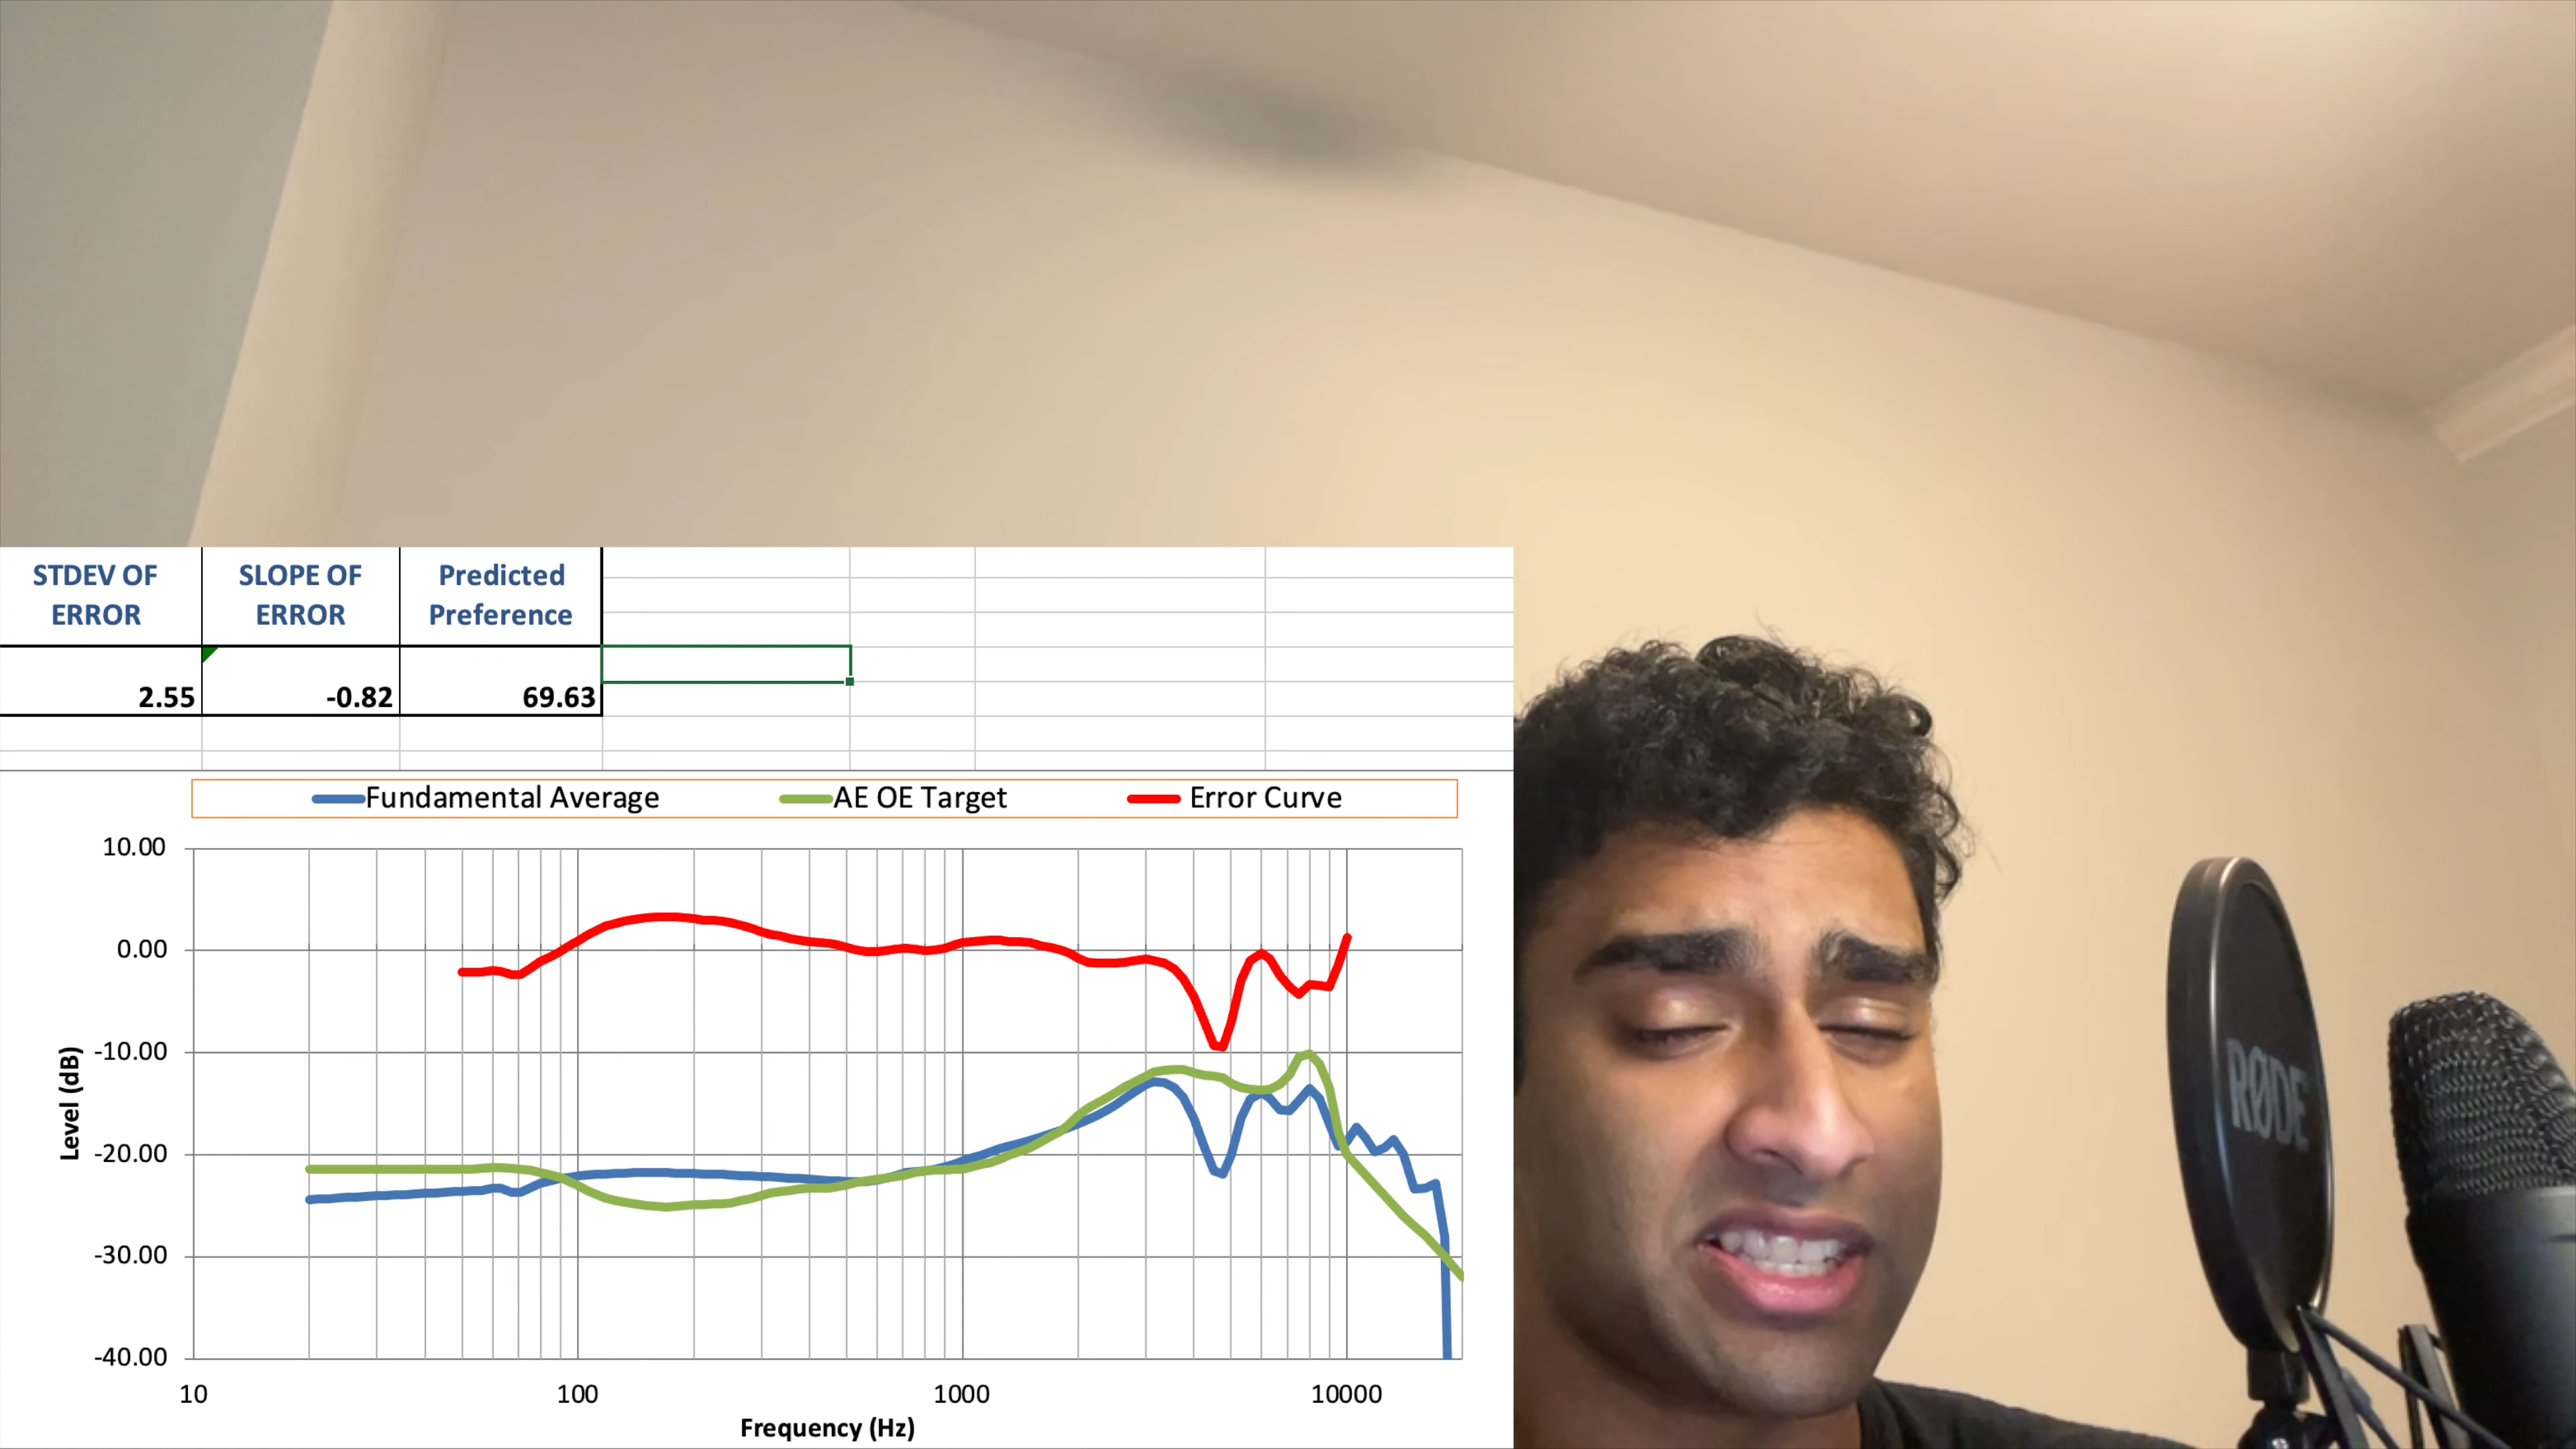 STDEV OF ERROR
SLOPE OF ERROR
Predicted Preference
2.55
-0.82
69.63
Fundamental Average
AE OE Target
Error Curve
10.00
0.00
-10.00
-20.00
-30.00
-40.00
Level (dB)
10
100
1000
10000
Frequency (Hz)
RØDE